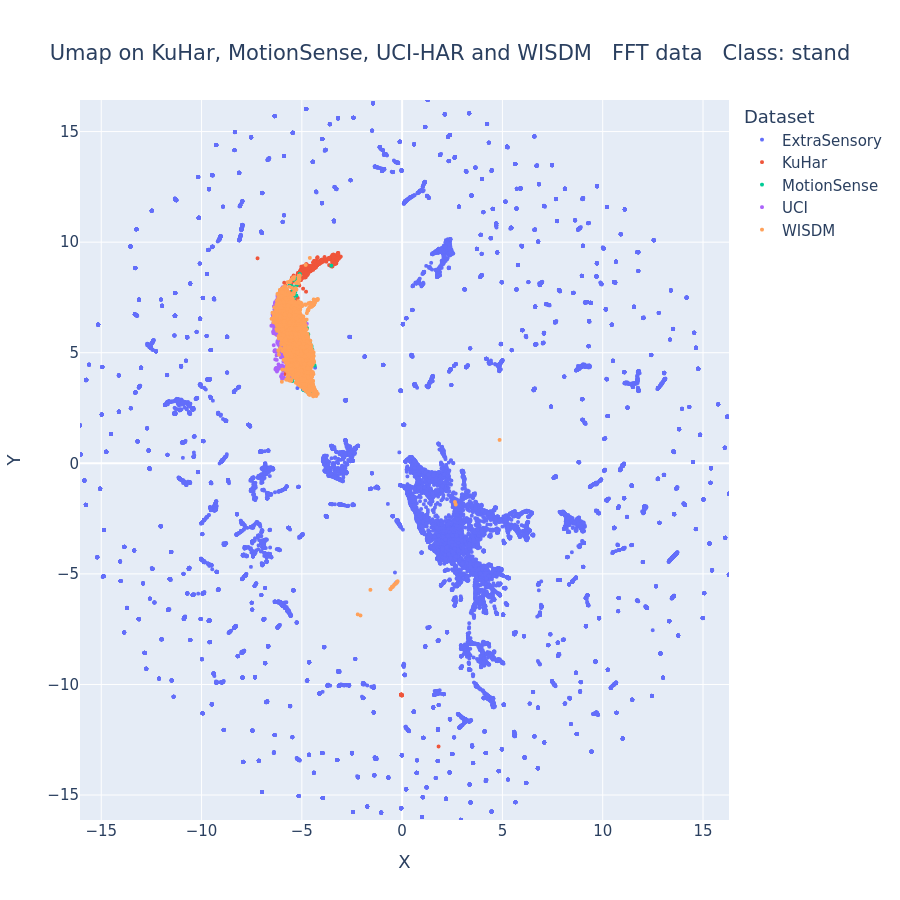 Umap on KuHar, MotionSense, UCI-HAR and WISDM   FFT data   Class: stand
Dataset
ExtraSensory
KuHar
MotionSense
UCI
WISDM
15
10
5
0
−5
−10
−15
Y
−15 −10 −5 0 5 10 15
X